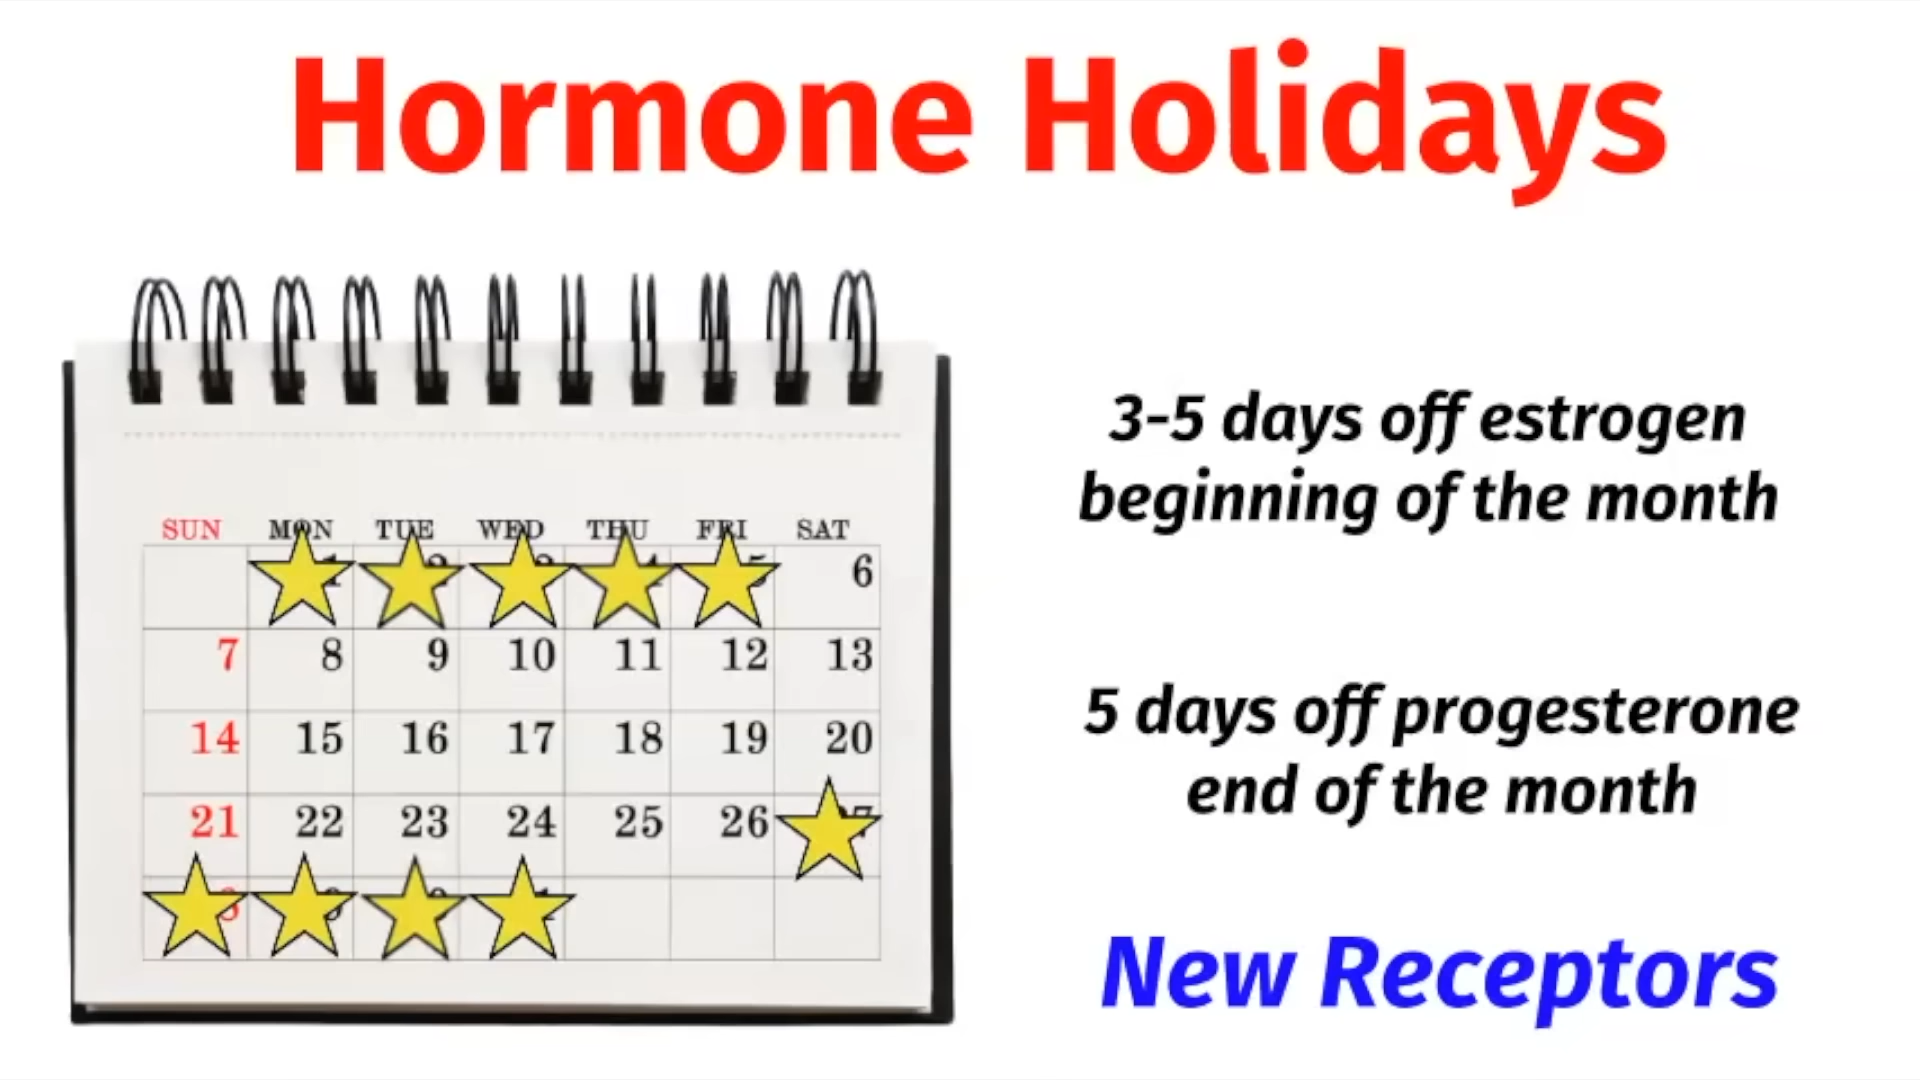 Hormone Holidays
SUN MON TUE WED THU FRI SAT
6
7 8 9 10 11 12 13
14 15 16 17 18 19 20
21 22 23 24 25 26
3-5 days off estrogen
beginning of the month
5 days off progesterone
end of the month
New Receptors